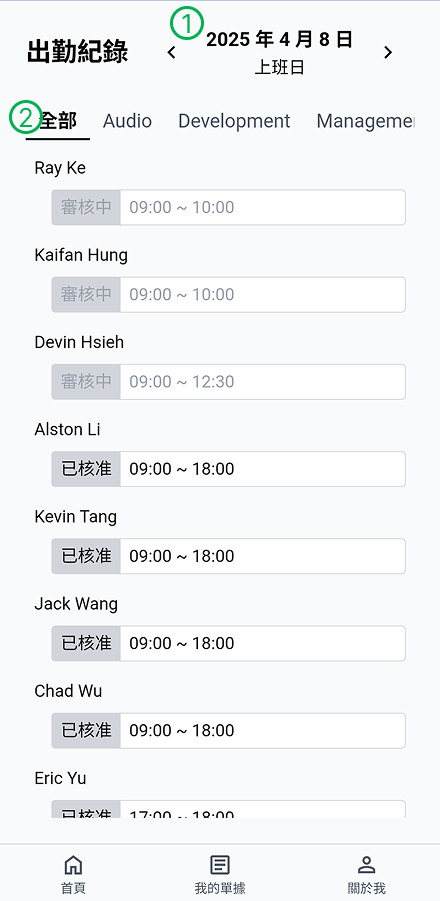 1
出勤紀錄
2025 年 4 月 8 日
上班日
2
全部 Audio Development Managemen
Ray Ke
審核中 09:00 ~ 10:00
Kaifan Hung
審核中 09:00 ~ 10:00
Devin Hsieh
審核中 09:00 ~ 12:30
Alston Li
已核准 09:00 ~ 18:00
Kevin Tang
已核准 09:00 ~ 18:00
Jack Wang
已核准 09:00 ~ 18:00
Chad Wu
已核准 09:00 ~ 18:00
Eric Yu
已核准 17:00 ~ 18:00
首頁 我的單據 關於我